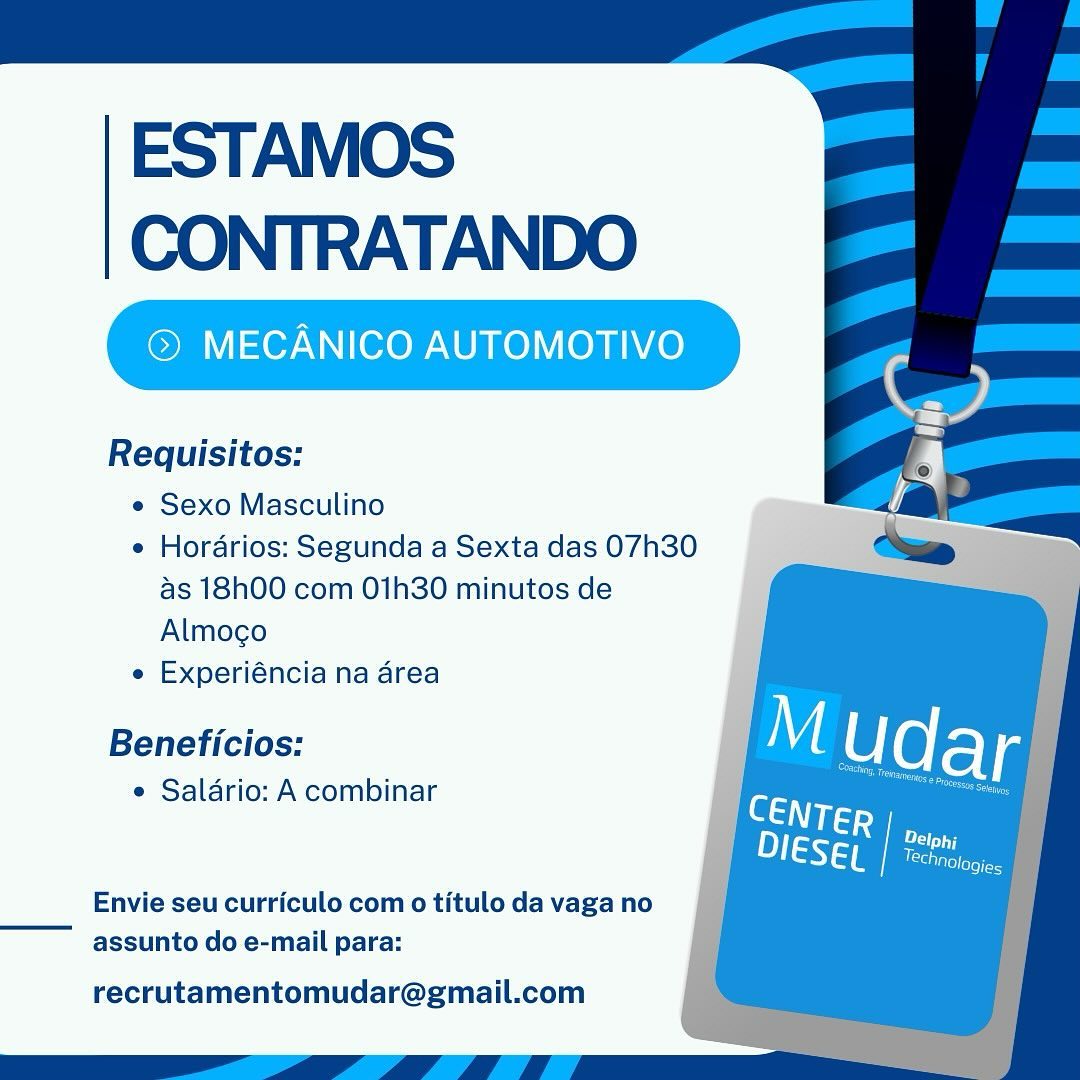 ESTAMOS
CONTRATANDO
MECÂNICO AUTOMOTIVO
Requisitos:
• Sexo Masculino
• Horários: Segunda a Sexta das 07h30
às 18h00 com 01h30 minutos de
Almoço
• Experiência na área
Benefícios:
• Salário: A combinar
Envie seu currículo com o título da vaga no
assunto do e-mail para:
recrutamentomudar@gmail.com
Mudar
Coaching, Treinamentos e Processos Seletivos
CENTER
DIESEL
Delphi
Technologies